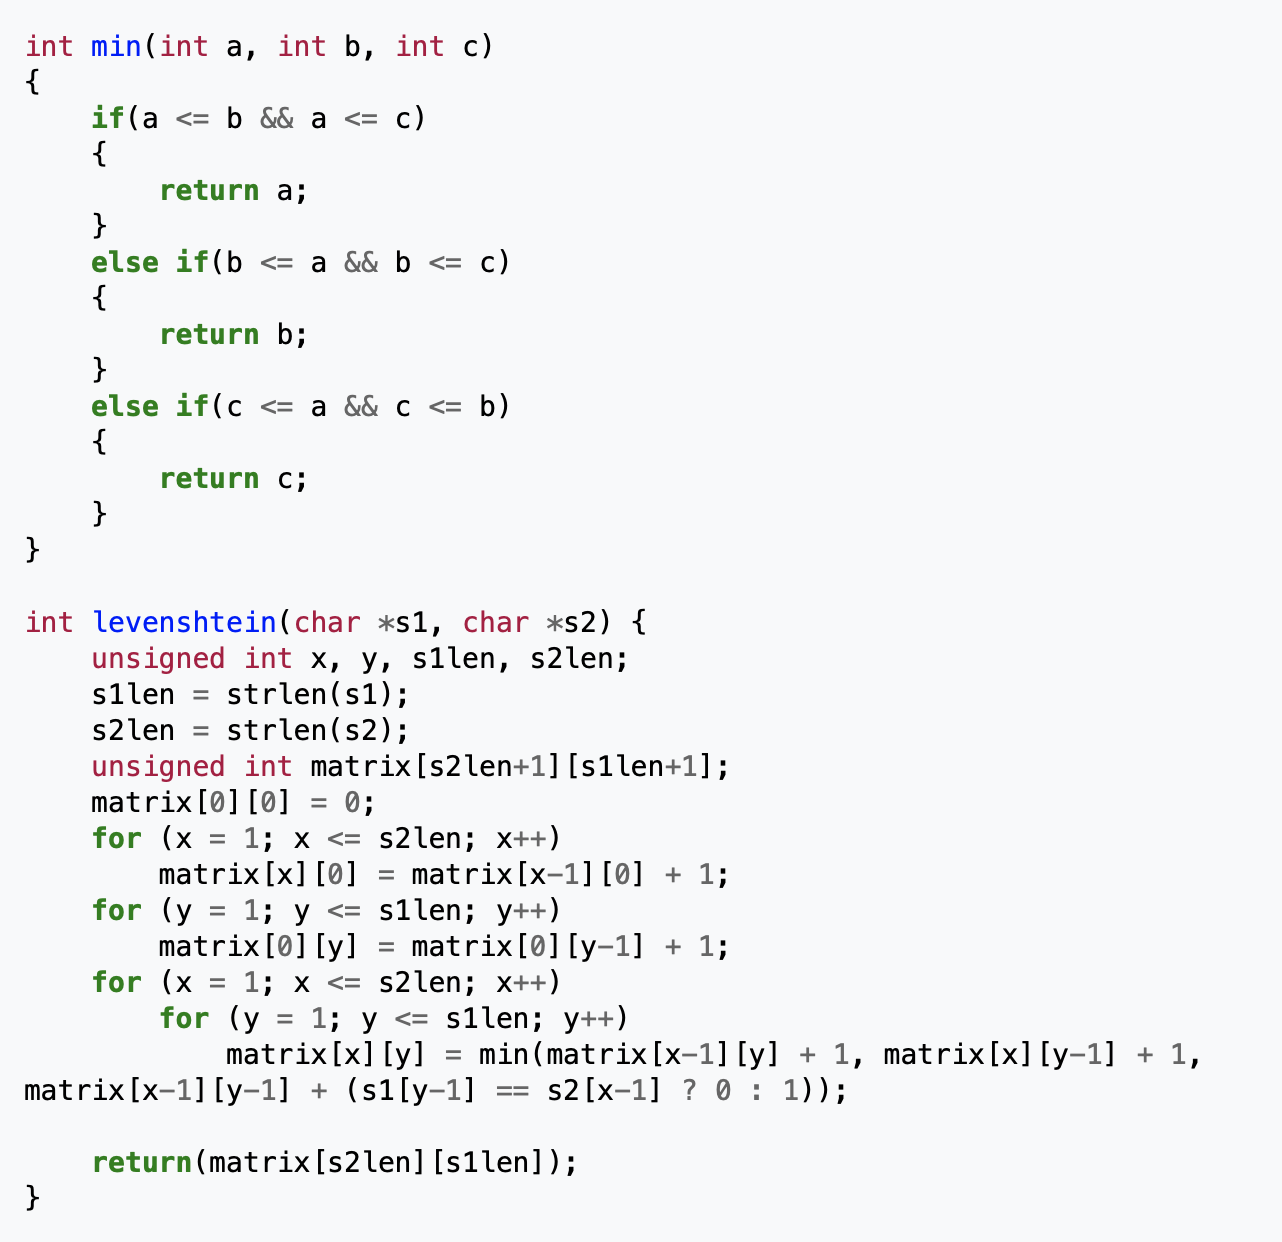 int min(int a, int b, int c)
{
    if(a <= b && a <= c)
    {
        return a;
    }
    else if(b <= a && b <= c)
    {
        return b;
    }
    else if(c <= a && c <= b)
    {
        return c;
    }
}

int levenshtein(char *s1, char *s2) {
    unsigned int x, y, s1len, s2len;
    s1len = strlen(s1);
    s2len = strlen(s2);
    unsigned int matrix[s2len+1][s1len+1];
    matrix[0][0] = 0;
    for (x = 1; x <= s2len; x++)
        matrix[x][0] = matrix[x-1][0] + 1;
    for (y = 1; y <= s1len; y++)
        matrix[0][y] = matrix[0][y-1] + 1;
    for (x = 1; x <= s2len; x++)
        for (y = 1; y <= s1len; y++)
            matrix[x][y] = min(matrix[x-1][y] + 1, matrix[x][y-1] + 1,
matrix[x-1][y-1] + (s1[y-1] == s2[x-1] ? 0 : 1));

    return(matrix[s2len][s1len]);
}